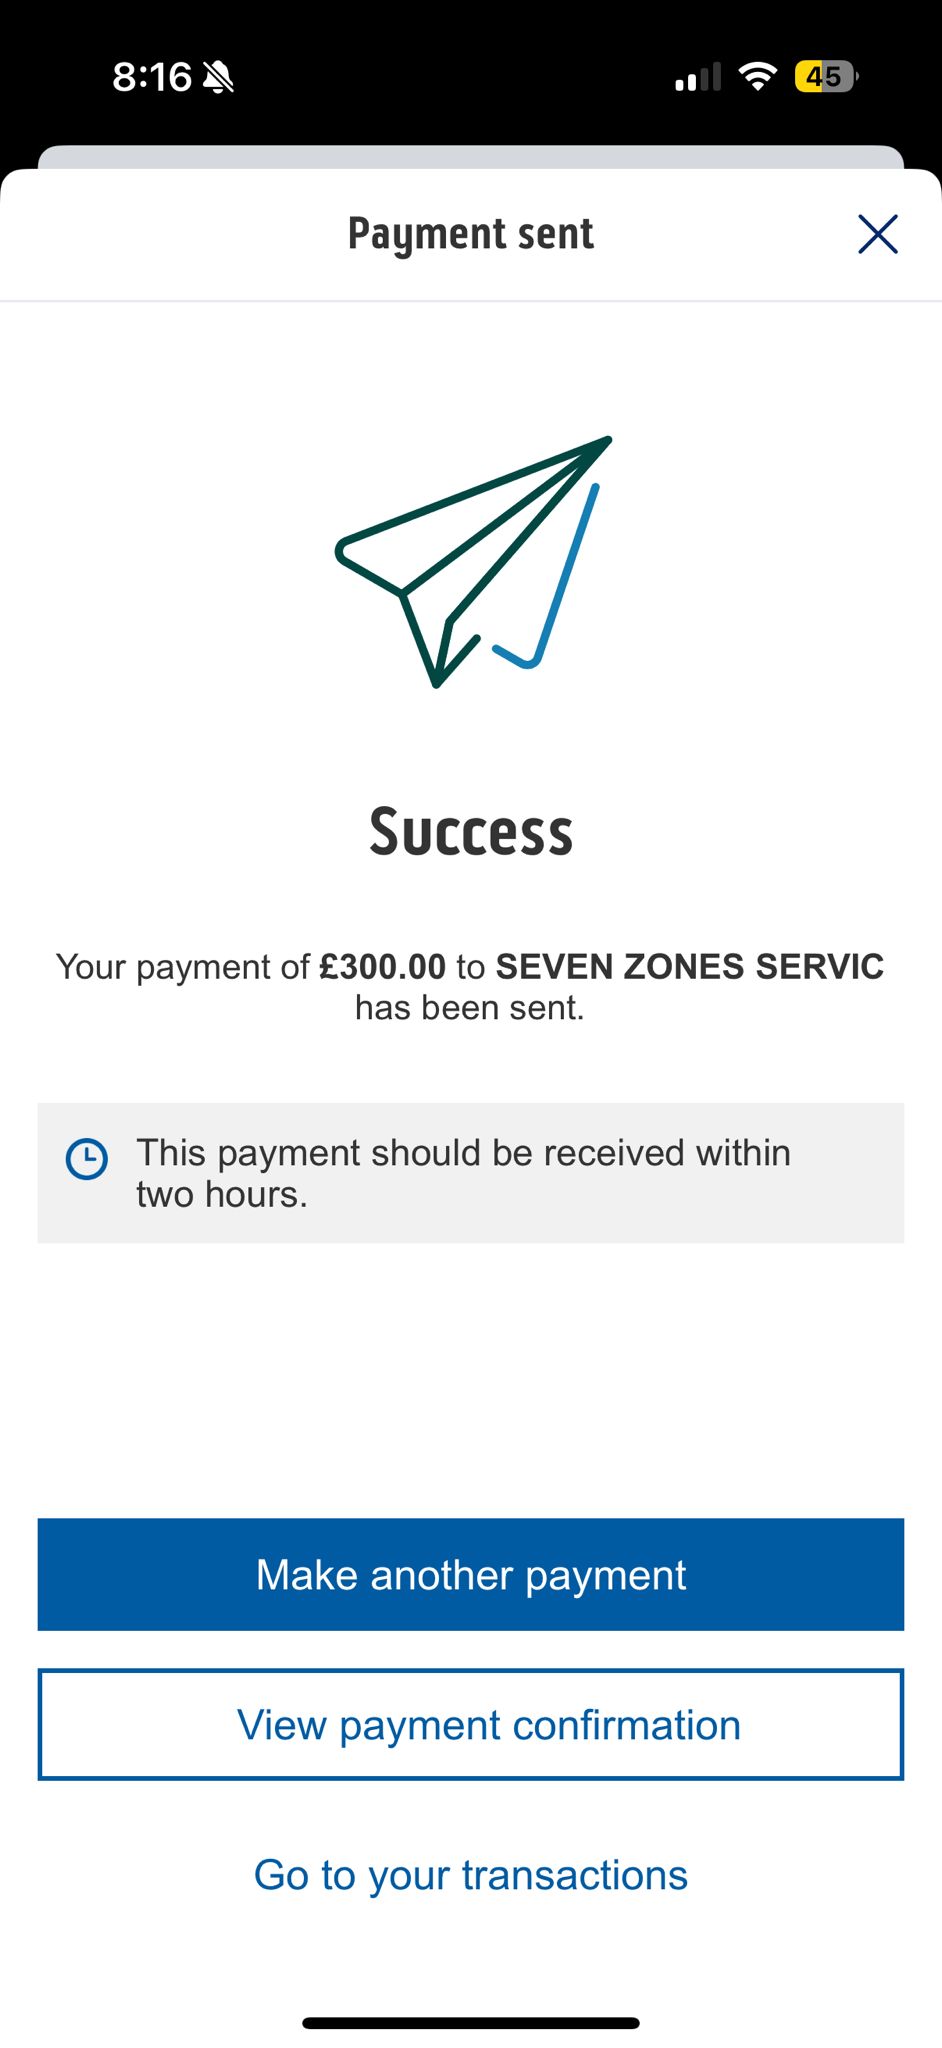 8:16
45
Payment sent
Success
Your payment of £300.00 to SEVEN ZONES SERVIC
has been sent.
This payment should be received within
two hours.
Make another payment
View payment confirmation
Go to your transactions